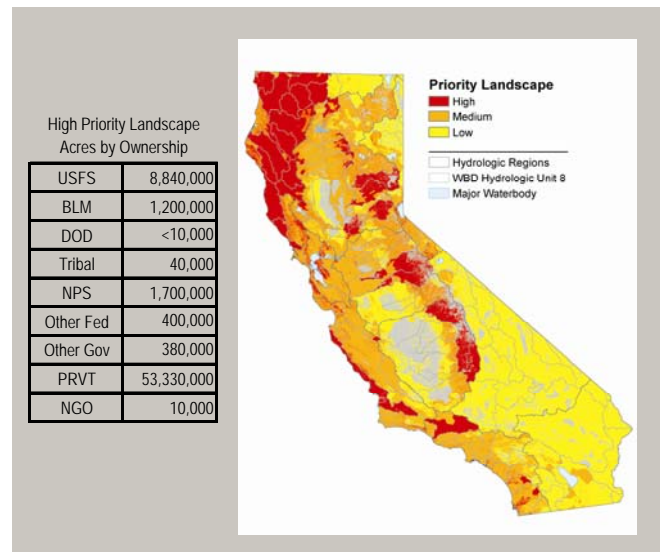 High Priority Landscape
Acres by Ownership
USFS 8,840,000
BLM 1,200,000
DOD <10,000
Tribal 40,000
NPS 1,700,000
Other Fed 400,000
Other Gov 380,000
PRVT 53,330,000
NGO 10,000
Priority Landscape
High
Medium
Low
Hydrologic Regions
WBD Hydrologic Unit 8
Major Waterbody